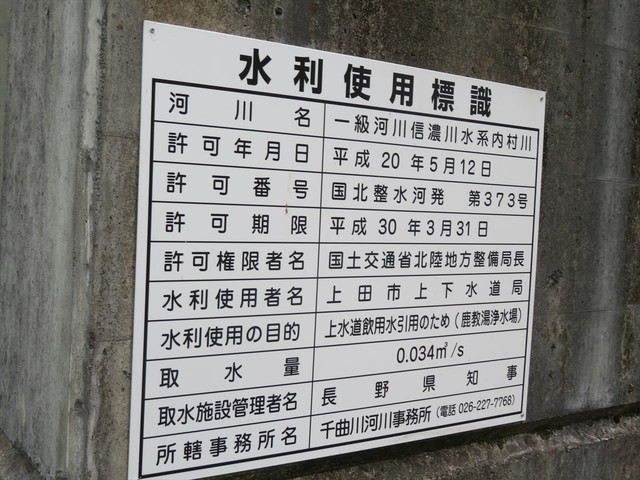 水利使用標識
河川名 一級河川信濃川水系内村川
許可年月日 平成20年5月12日
許可番号 国北整水河発 第373号
許可期限 平成30年3月31日
許可権限者名 国土交通省北陸地方整備局長
水利使用者名 上田市上下水道局
水利使用の目的 上水道飲用水引用のため(鹿教湯浄水場)
取水量 0.034㎥/s
取水施設管理者名 長野県知事
所轄事務所名 千曲川河川事務所(電話 026-227-7768)